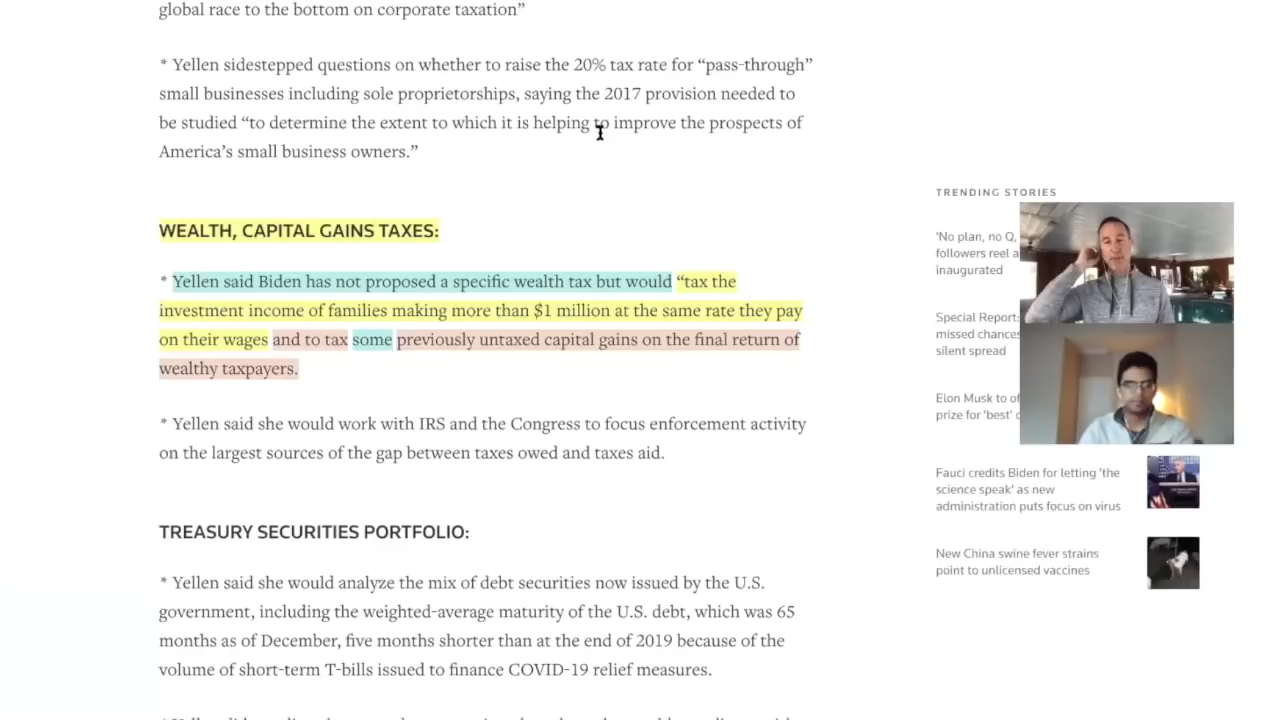 global race to the bottom on corporate taxation”
* Yellen sidestepped questions on whether to raise the 20% tax rate for “pass-through”
small businesses including sole proprietorships, saying the 2017 provision needed to
be studied “to determine the extent to which it is helping to improve the prospects of
America’s small business owners.”
WEALTH, CAPITAL GAINS TAXES:
* Yellen said Biden has not proposed a specific wealth tax but would “tax the
investment income of families making more than $1 million at the same rate they pay
on their wages and to tax some previously untaxed capital gains on the final return of
wealthy taxpayers.
* Yellen said she would work with IRS and the Congress to focus enforcement activity
on the largest sources of the gap between taxes owed and taxes aid.
TREASURY SECURITIES PORTFOLIO:
* Yellen said she would analyze the mix of debt securities now issued by the U.S.
government, including the weighted-average maturity of the U.S. debt, which was 65
months as of December, five months shorter than at the end of 2019 because of the
volume of short-term T-bills issued to finance COVID-19 relief measures.
TRENDING STORIES
'No plan, no Q,
followers reel a
inaugurated
Special Report:
missed chances
silent spread
Elon Musk to of
prize for 'best'
Fauci credits Biden for letting 'the
science speak' as new
administration puts focus on virus
New China swine fever strains
point to unlicensed vaccines